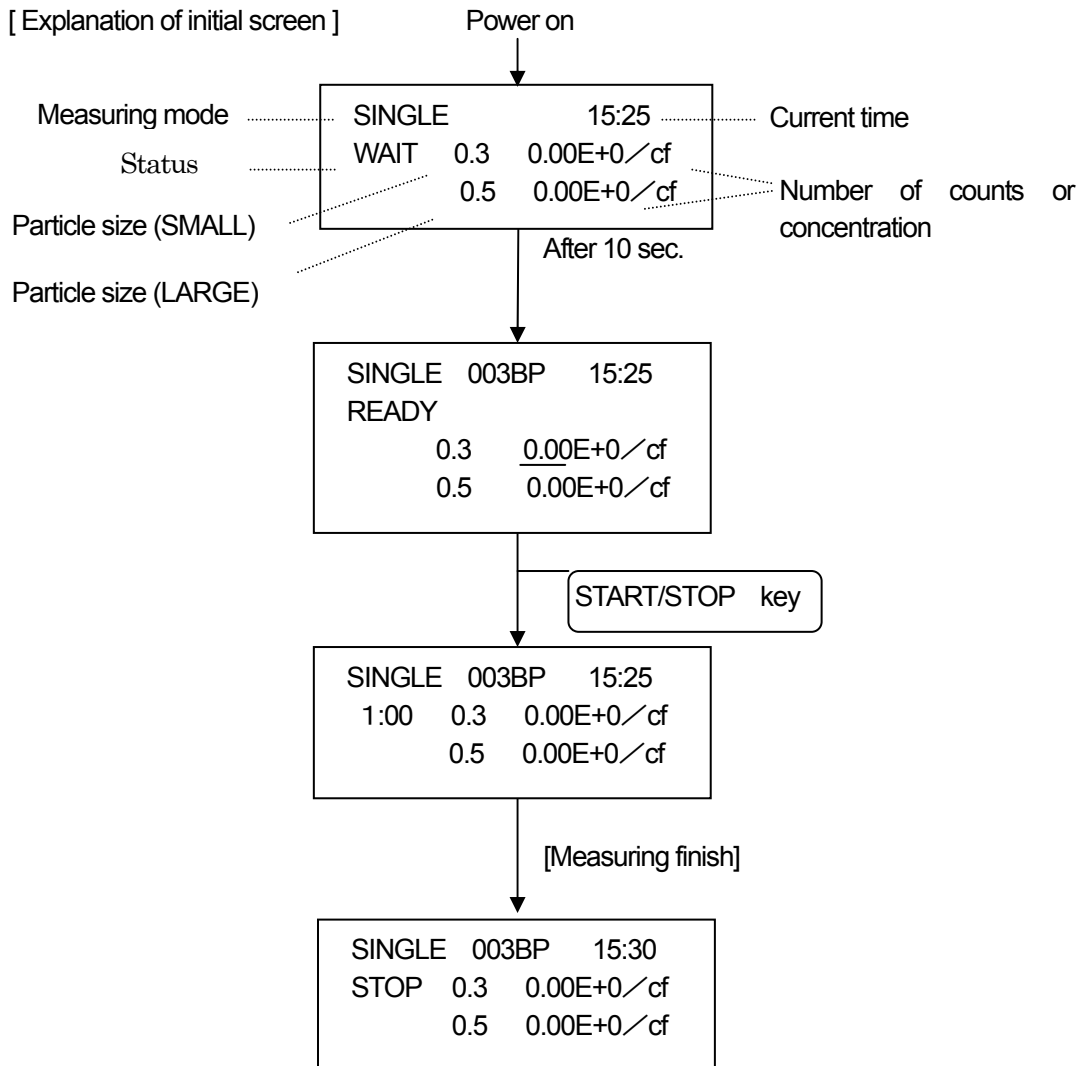 [ Explanation of initial screen ]
Power on
Measuring mode
SINGLE 15:25
Current time
Status
WAIT 0.3 0.00E+0／cf
0.5 0.00E+0／cf
Number of counts or
concentration
Particle size (SMALL)
Particle size (LARGE)
After 10 sec.
SINGLE 003BP 15:25
READY
0.3 0.00E+0／cf
0.5 0.00E+0／cf
START/STOP key
SINGLE 003BP 15:25
1:00 0.3 0.00E+0／cf
0.5 0.00E+0／cf
[Measuring finish]
SINGLE 003BP 15:30
STOP 0.3 0.00E+0／cf
0.5 0.00E+0／cf